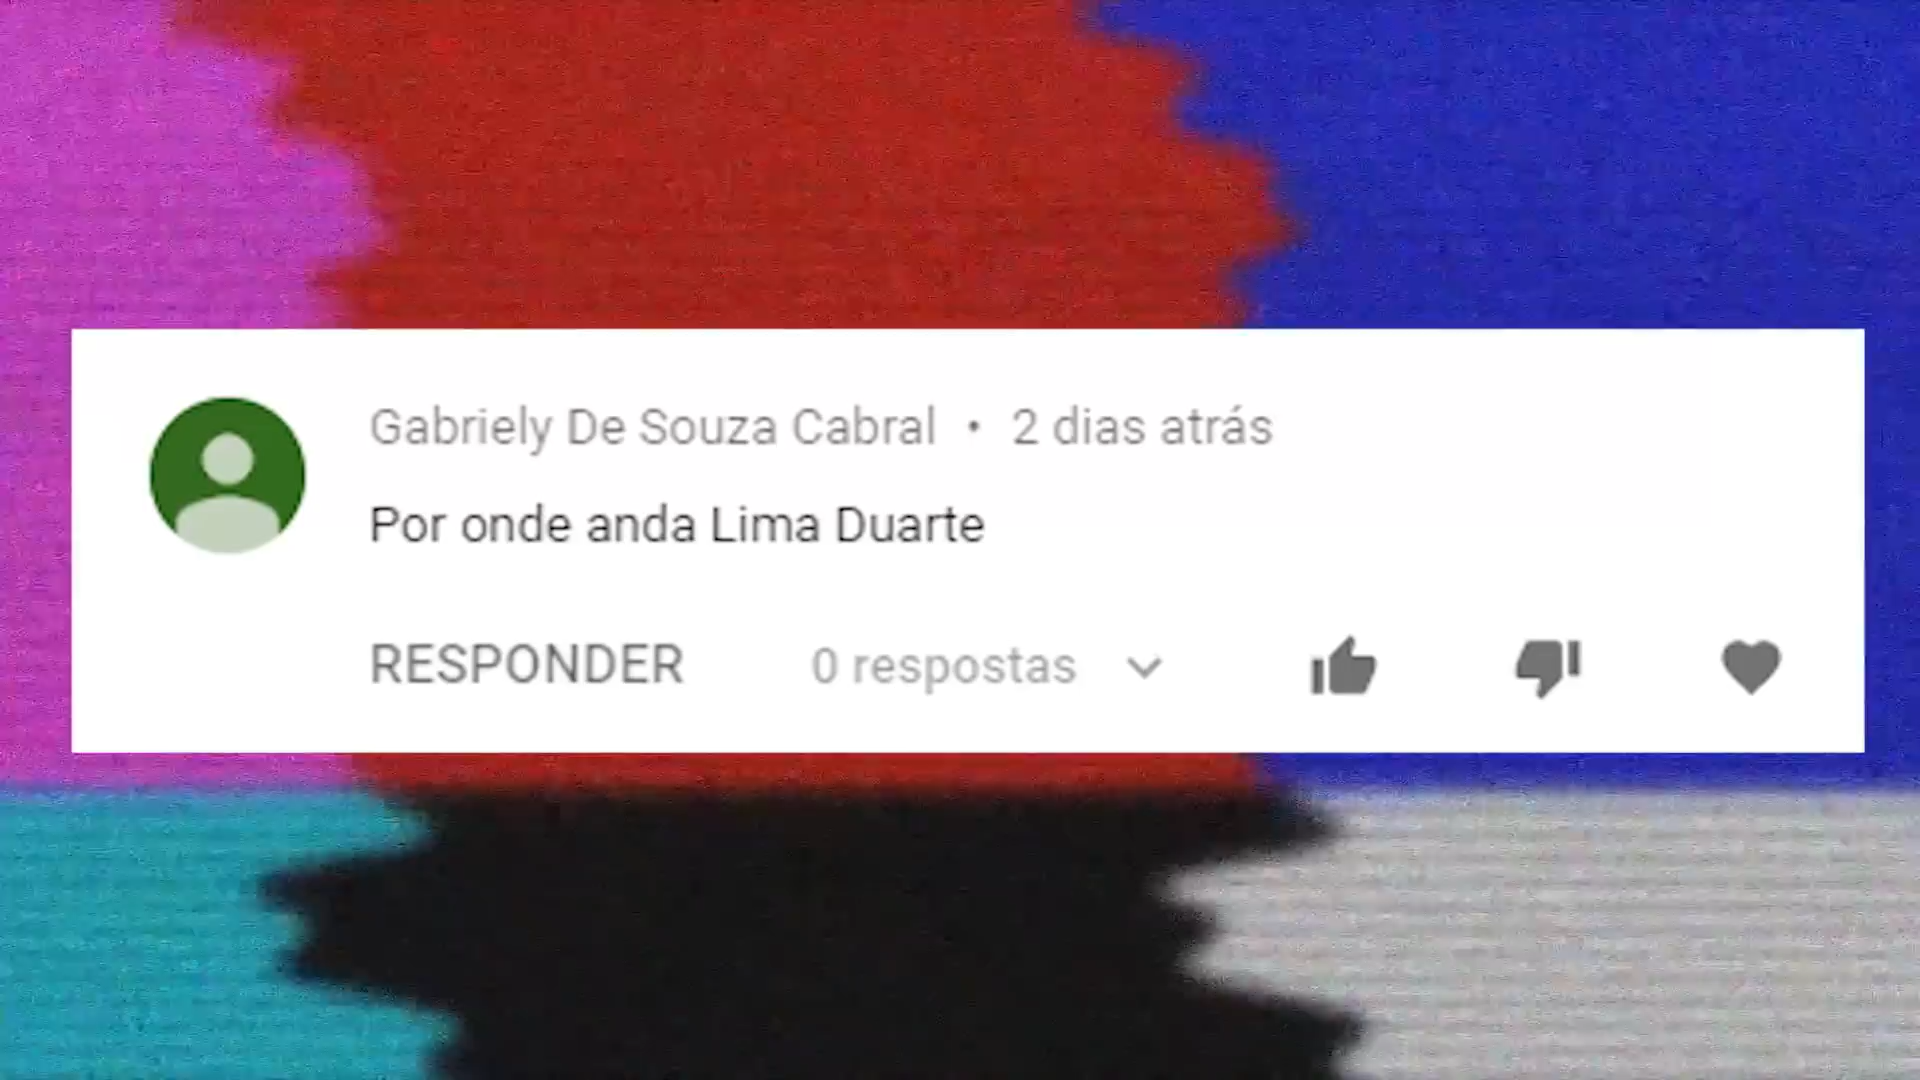 Gabriely De Souza Cabral • 2 dias atrás
Por onde anda Lima Duarte
RESPONDER 0 respostas